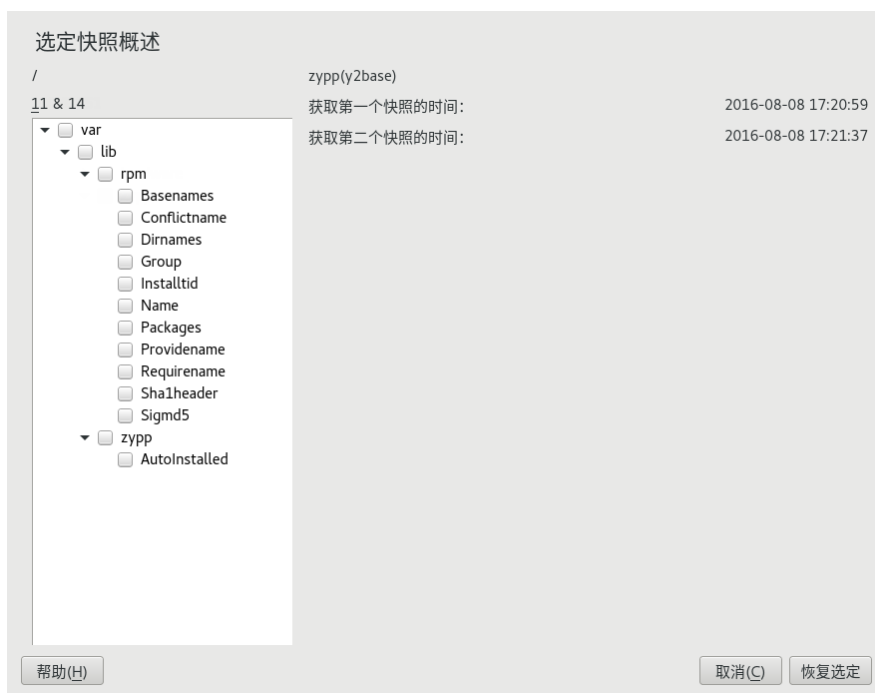 选定快照概述
/
11 & 14
var
lib
rpm
Basenames
Conflictname
Dirnames
Group
Installtid
Name
Packages
Providename
Requirename
Sha1header
Sigmd5
zypp
AutoInstalled
zypp(y2base)
获取第一个快照的时间: 2016-08-08 17:20:59
获取第二个快照的时间: 2016-08-08 17:21:37
帮助(H) 取消(C) 恢复选定